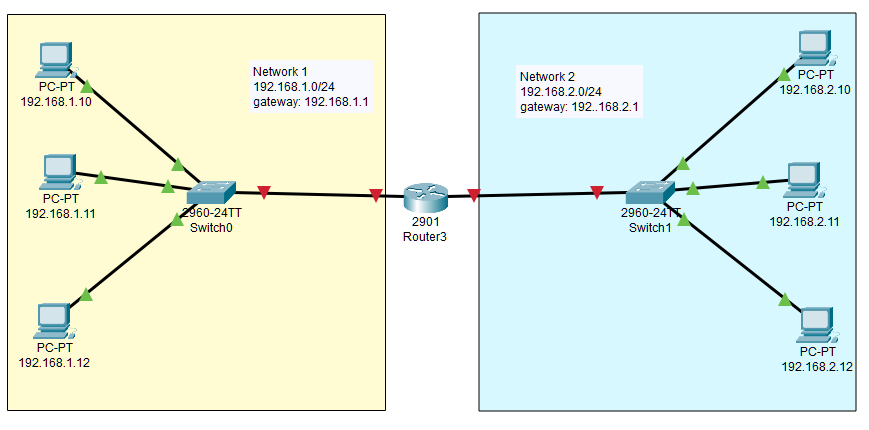 PC-PT
192.168.1.10
Network 1
192.168.1.0/24
gateway: 192.168.1.1
PC-PT
192.168.1.11
2960-24TT
Switch0
PC-PT
192.168.1.12
2901
Router3
Network 2
192.168.2.0/24
gateway: 192..168.2.1
PC-PT
192.168.2.10
2960-24TT
Switch1
PC-PT
192.168.2.11
PC-PT
192.168.2.12